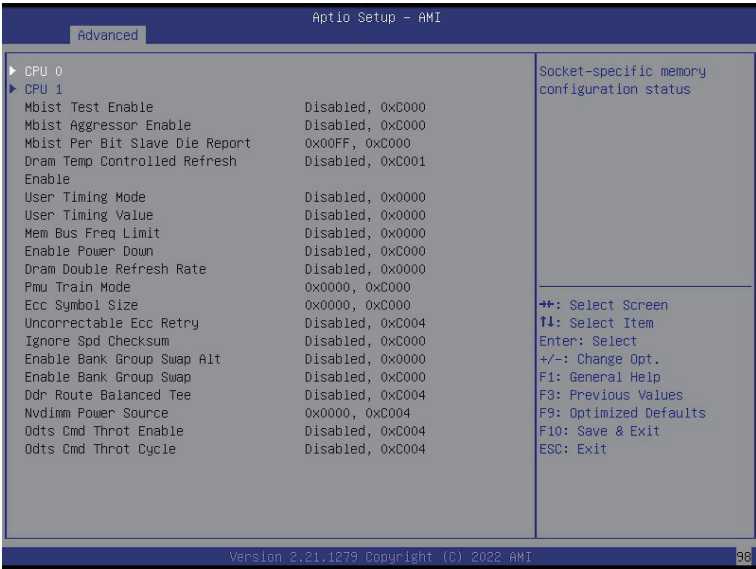 Aptio Setup – AMI
Advanced
CPU 0
CPU 1
Mbist Test Enable Disabled, 0xC000
Mbist Aggressor Enable Disabled, 0xC000
Mbist Per Bit Slave Die Report 0x00FF, 0xC000
Dram Temp Controlled Refresh Disabled, 0xC001
Enable
User Timing Mode Disabled, 0x0000
User Timing Value Disabled, 0x0000
Mem Bus Freq Limit Disabled, 0x0000
Enable Power Down Disabled, 0xC000
Dram Double Refresh Rate Disabled, 0x0000
Pmu Train Mode 0x0000, 0xC000
Ecc Symbol Size 0x0000, 0xC000
Uncorrectable Ecc Retry Disabled, 0xC004
Ignore Spd Checksum Disabled, 0xC000
Enable Bank Group Swap Alt Disabled, 0x0000
Enable Bank Group Swap Disabled, 0xC000
Ddr Route Balanced Tee Disabled, 0xC004
Nvdimm Power Source 0x0000, 0xC004
Odts Cmd Throt Enable Disabled, 0xC004
Odts Cmd Throt Cycle Disabled, 0xC004
Socket-specific memory
configuration status
→←: Select Screen
↑↓: Select Item
Enter: Select
+/-: Change Opt.
F1: General Help
F3: Previous Values
F9: Optimized Defaults
F10: Save & Exit
ESC: Exit
Version 2.21.1279 Copyright (C) 2022 AMI
98